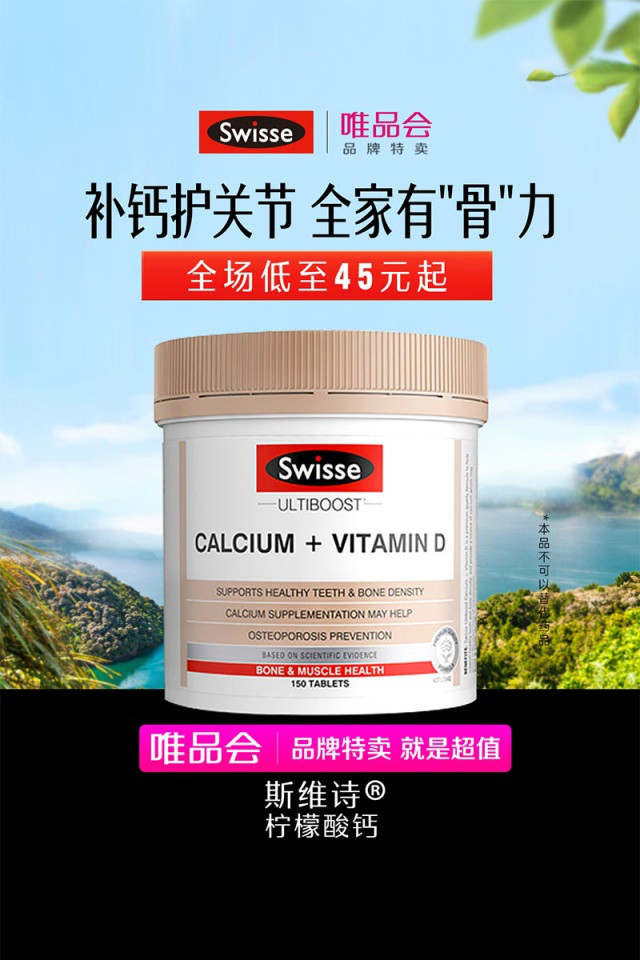 Swisse
唯品会
品牌特卖
补钙护关节 全家有"骨"力
全场低至45元起
Swisse
ULTIBOOST
CALCIUM + VITAMIN D
SUPPORTS HEALTHY TEETH & BONE DENSITY
CALCIUM SUPPLEMENTATION MAY HELP
OSTEOPOROSIS PREVENTION
BASED ON SCIENTIFIC EVIDENCE
BONE & MUSCLE HEALTH
150 TABLETS
*本品不可以替代药品
唯品会 品牌特卖 就是超值
斯维诗®
柠檬酸钙